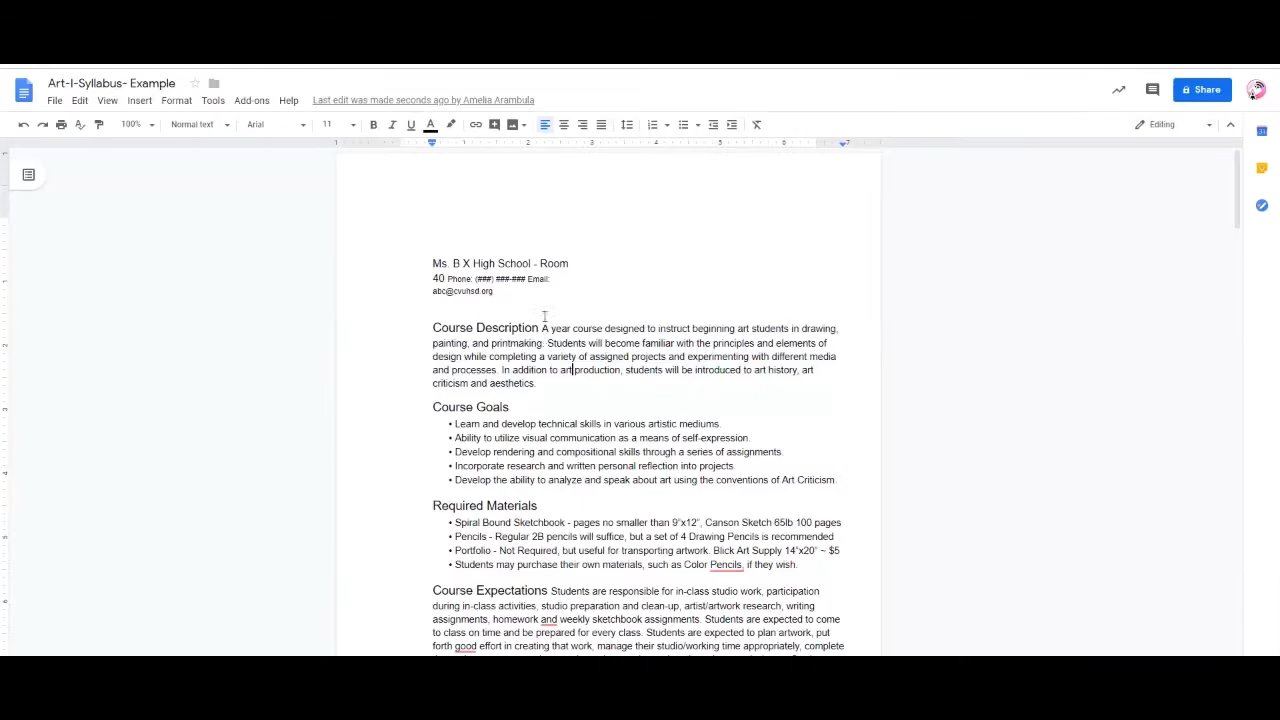 Art-I-Syllabus- Example
File Edit View Insert Format Tools Add-ons Help Last edit was made seconds ago by Amelia Arambula
Share
100% Normal text Arial 11 Editing
1 1 2 3 4 5 6 7
Ms. B X High School - Room
40 Phone: (###) ###-### Email:
abc@cvuhsd.org
Course Description A year course designed to instruct beginning art students in drawing,
painting, and printmaking. Students will become familiar with the principles and elements of
design while completing a variety of assigned projects and experimenting with different media
and processes. In addition to art production, students will be introduced to art history, art
criticism and aesthetics.
Course Goals
• Learn and develop technical skills in various artistic mediums.
• Ability to utilize visual communication as a means of self-expression.
• Develop rendering and compositional skills through a series of assignments.
• Incorporate research and written personal reflection into projects
• Develop the ability to analyze and speak about art using the conventions of Art Criticism.
Required Materials
• Spiral Bound Sketchbook - pages no smaller than 9"x12", Canson Sketch 65lb 100 pages
• Pencils - Regular 2B pencils will suffice, but a set of 4 Drawing Pencils is recommended
• Portfolio - Not Required, but useful for transporting artwork. Blick Art Supply 14"x20" ~ $5
• Students may purchase their own materials, such as Color Pencils, if they wish.
Course Expectations Students are responsible for in-class studio work, participation
during in-class activities, studio preparation and clean-up, artist/artwork research, writing
assignments, homework and weekly sketchbook assignments. Students are expected to come
to class on time and be prepared for every class. Students are expected to plan artwork, put
forth good effort in creating that work, manage their studio/working time appropriately, complete